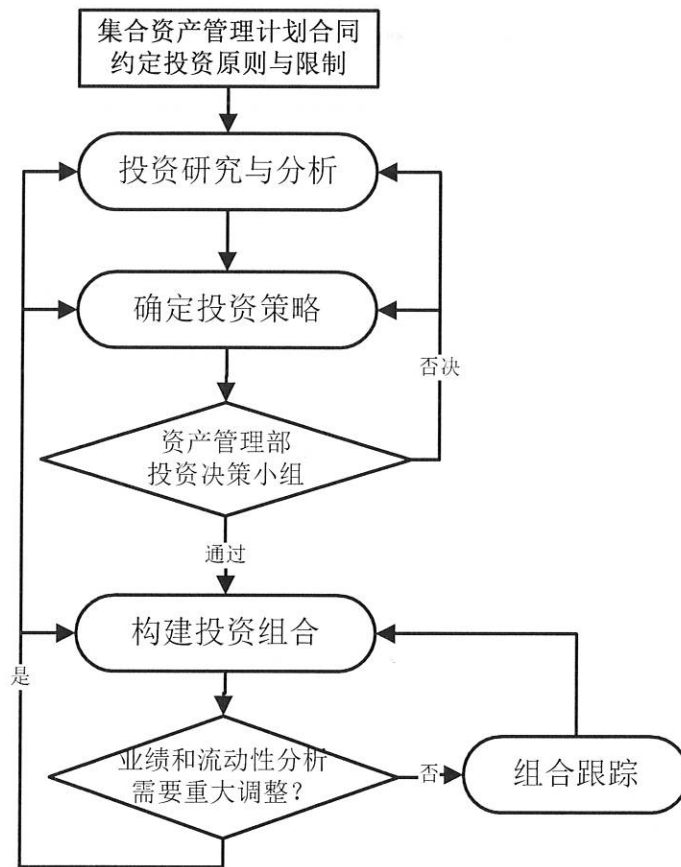 集合资产管理计划合同
约定投资原则与限制
投资研究与分析
确定投资策略
否决
资产管理部
投资决策小组
通过
构建投资组合
是
业绩和流动性分析
需要重大调整？
否
组合跟踪